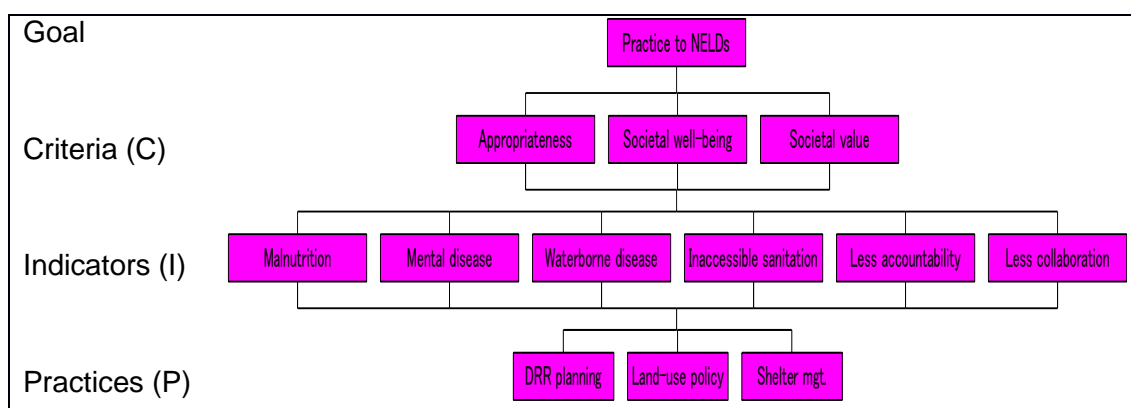 Goal
Practice to NELDs
Criteria (C)
Appropriateness
Societal well-being
Societal value
Indicators (I)
Malnutrition
Mental disease
Waterborne disease
Inaccessible sanitation
Less accountability
Less collaboration
Practices (P)
DRR planning
Land-use policy
Shelter mgt.